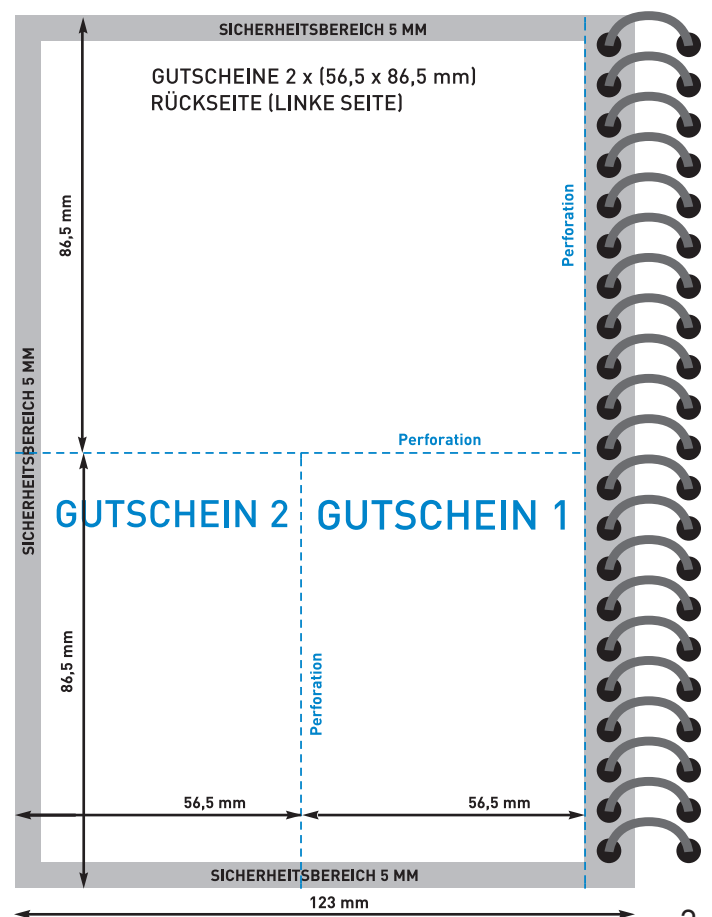 SICHERHEITSBEREICH 5 MM
GUTSCHEINE 2 x (56,5 x 86,5 mm)
RÜCKSEITE (LINKE SEITE)
Perforation
86,5 mm
SICHERHEITSBEREICH 5 MM
Perforation
GUTSCHEIN 2
GUTSCHEIN 1
86,5 mm
Perforation
56,5 mm
56,5 mm
SICHERHEITSBEREICH 5 MM
123 mm